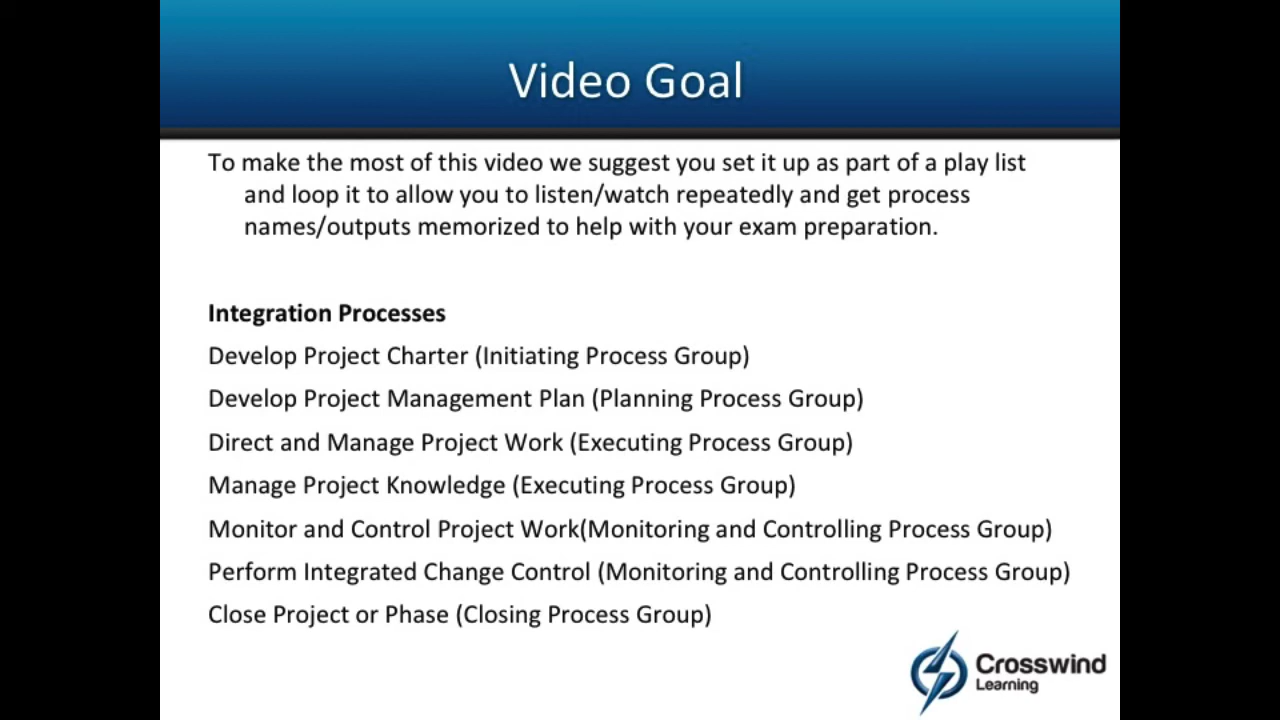 Video Goal
To make the most of this video we suggest you set it up as part of a play list
and loop it to allow you to listen/watch repeatedly and get process
names/outputs memorized to help with your exam preparation.
Integration Processes
Develop Project Charter (Initiating Process Group)
Develop Project Management Plan (Planning Process Group)
Direct and Manage Project Work (Executing Process Group)
Manage Project Knowledge (Executing Process Group)
Monitor and Control Project Work(Monitoring and Controlling Process Group)
Perform Integrated Change Control (Monitoring and Controlling Process Group)
Close Project or Phase (Closing Process Group)
Crosswind
Learning